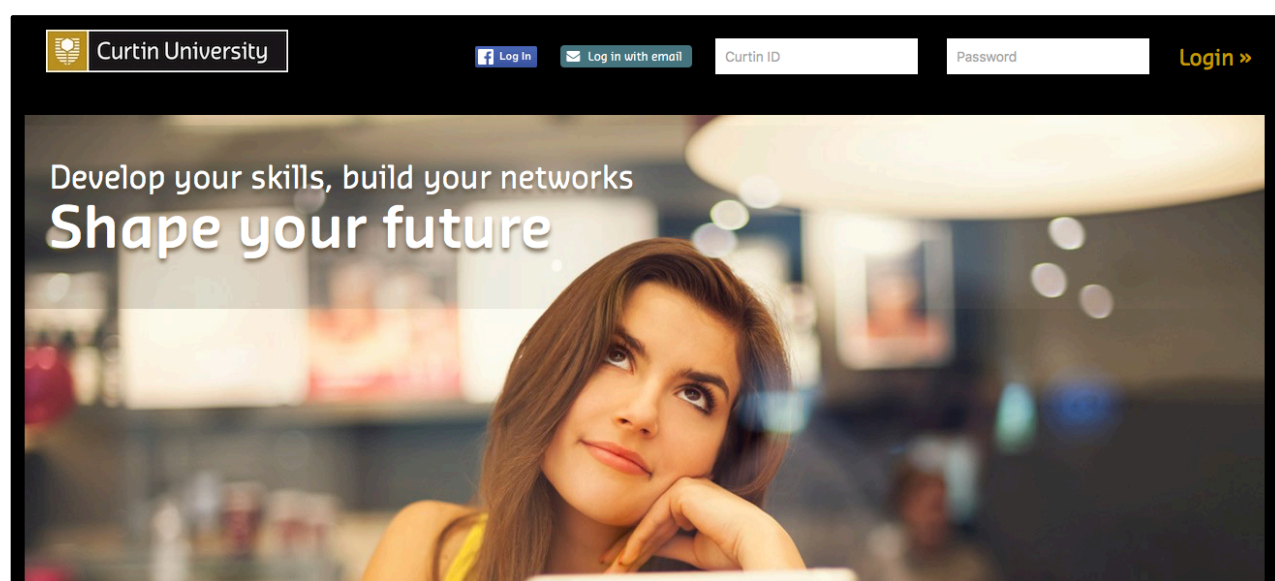 Curtin University
Log In
Log in with email
Curtin ID
Password
Login »
Develop your skills, build your networks
Shape your future